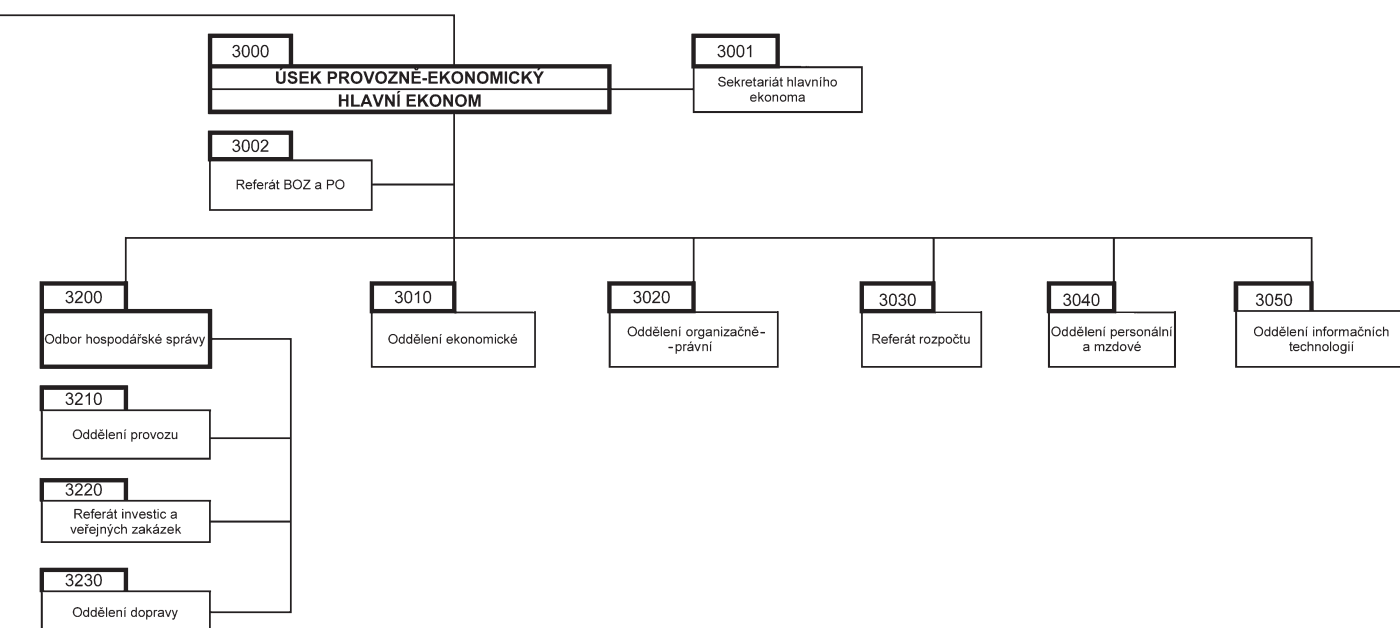 3000
ÚSEK PROVOZNĚ-EKONOMICKÝ
HLAVNÍ EKONOM
3001
Sekretariát hlavního
ekonoma
3002
Referát BOZ a PO
3200
Odbor hospodářské správy
3010
Oddělení ekonomické
3020
Oddělení organizačně-
-právní
3030
Referát rozpočtu
3040
Oddělení personální
a mzdové
3050
Oddělení informačních
technologií
3210
Oddělení provozu
3220
Referát investic a
veřejných zakázek
3230
Oddělení dopravy